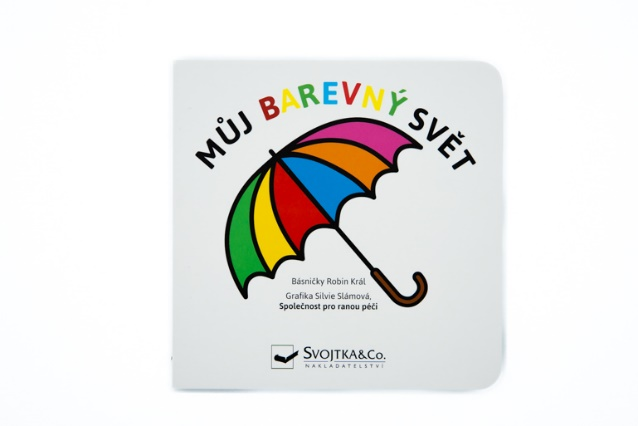 MŮJ BAREVNÝ SVĚT
Básničky Robin Král
Grafika Silvie Slámová,
Společnost pro ranou péči
SVOJTKA&CO.
NAKLADATELSTVÍ